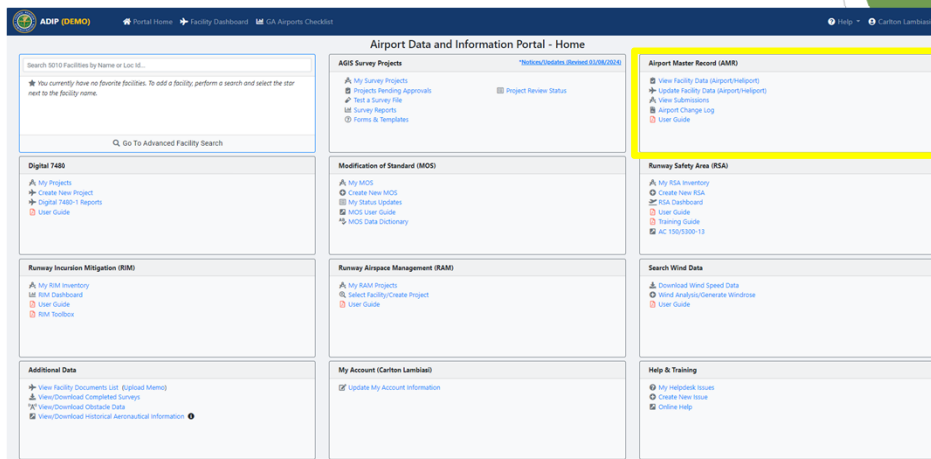 ADIP (DEMO) Portal Home Facility Dashboard GA Airports Checklist Help Carlton Lambiasi
Airport Data and Information Portal - Home
Search 5010 Facilities by Name or Loc Id...
You currently have no favorite facilities. To add a facility, perform a search and select the star
next to the facility name.
Go To Advanced Facility Search
AGIS Survey Projects *Notices/Updates (Revised 03/08/2024)
My Survey Projects
Projects Pending Approvals Project Review Status
Test a Survey File
Survey Reports
Forms & Templates
Airport Master Record (AMR)
View Facility Data (Airport/Heliport)
Update Facility Data (Airport/Heliport)
View Submissions
Airport Change Log
User Guide
Digital 7480
My Projects
Create New Project
Digital 7480-1 Reports
User Guide
Modification of Standard (MOS)
My MOS
Create New MOS
My Status Updates
MOS User Guide
MOS Data Dictionary
Runway Safety Area (RSA)
My RSA Inventory
Create New RSA
RSA Dashboard
User Guide
Training Guide
AC 150/5300-13
Runway Incursion Mitigation (RIM)
My RIM Inventory
RIM Dashboard
User Guide
RIM Toolbox
Runway Airspace Management (RAM)
My RAM Projects
Select Facility/Create Project
User Guide
Search Wind Data
Download Wind Speed Data
Wind Analysis/Generate Windrose
User Guide
Additional Data
View Facility Documents List (Upload Memo)
View/Download Completed Surveys
View/Download Obstacle Data
View/Download Historical Aeronautical Information
My Account (Carlton Lambiasi)
Update My Account Information
Help & Training
My Helpdesk Issues
Create New Issue
Online Help